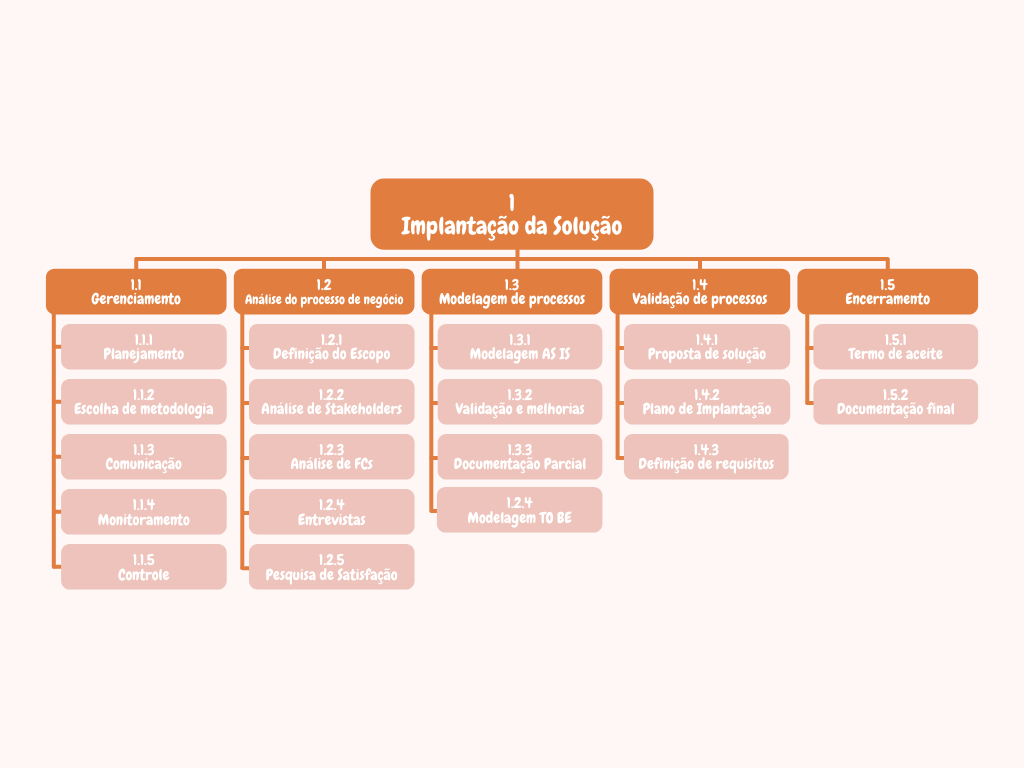 1
Implantação da Solução
1.1
Gerenciamento
1.1.1
Planejamento
1.1.2
Escolha de metodologia
1.1.3
Comunicação
1.1.4
Monitoramento
1.1.5
Controle
1.2
Análise do processo de negócio
1.2.1
Definição do Escopo
1.2.2
Análise de Stakeholders
1.2.3
Análise de FCs
1.2.4
Entrevistas
1.2.5
Pesquisa de Satisfação
1.3
Modelagem de processos
1.3.1
Modelagem AS IS
1.3.2
Validação e melhorias
1.3.3
Documentação Parcial
1.2.4
Modelagem TO BE
1.4
Validação de processos
1.4.1
Proposta de solução
1.4.2
Plano de Implantação
1.4.3
Definição de requisitos
1.5
Encerramento
1.5.1
Termo de aceite
1.5.2
Documentação final